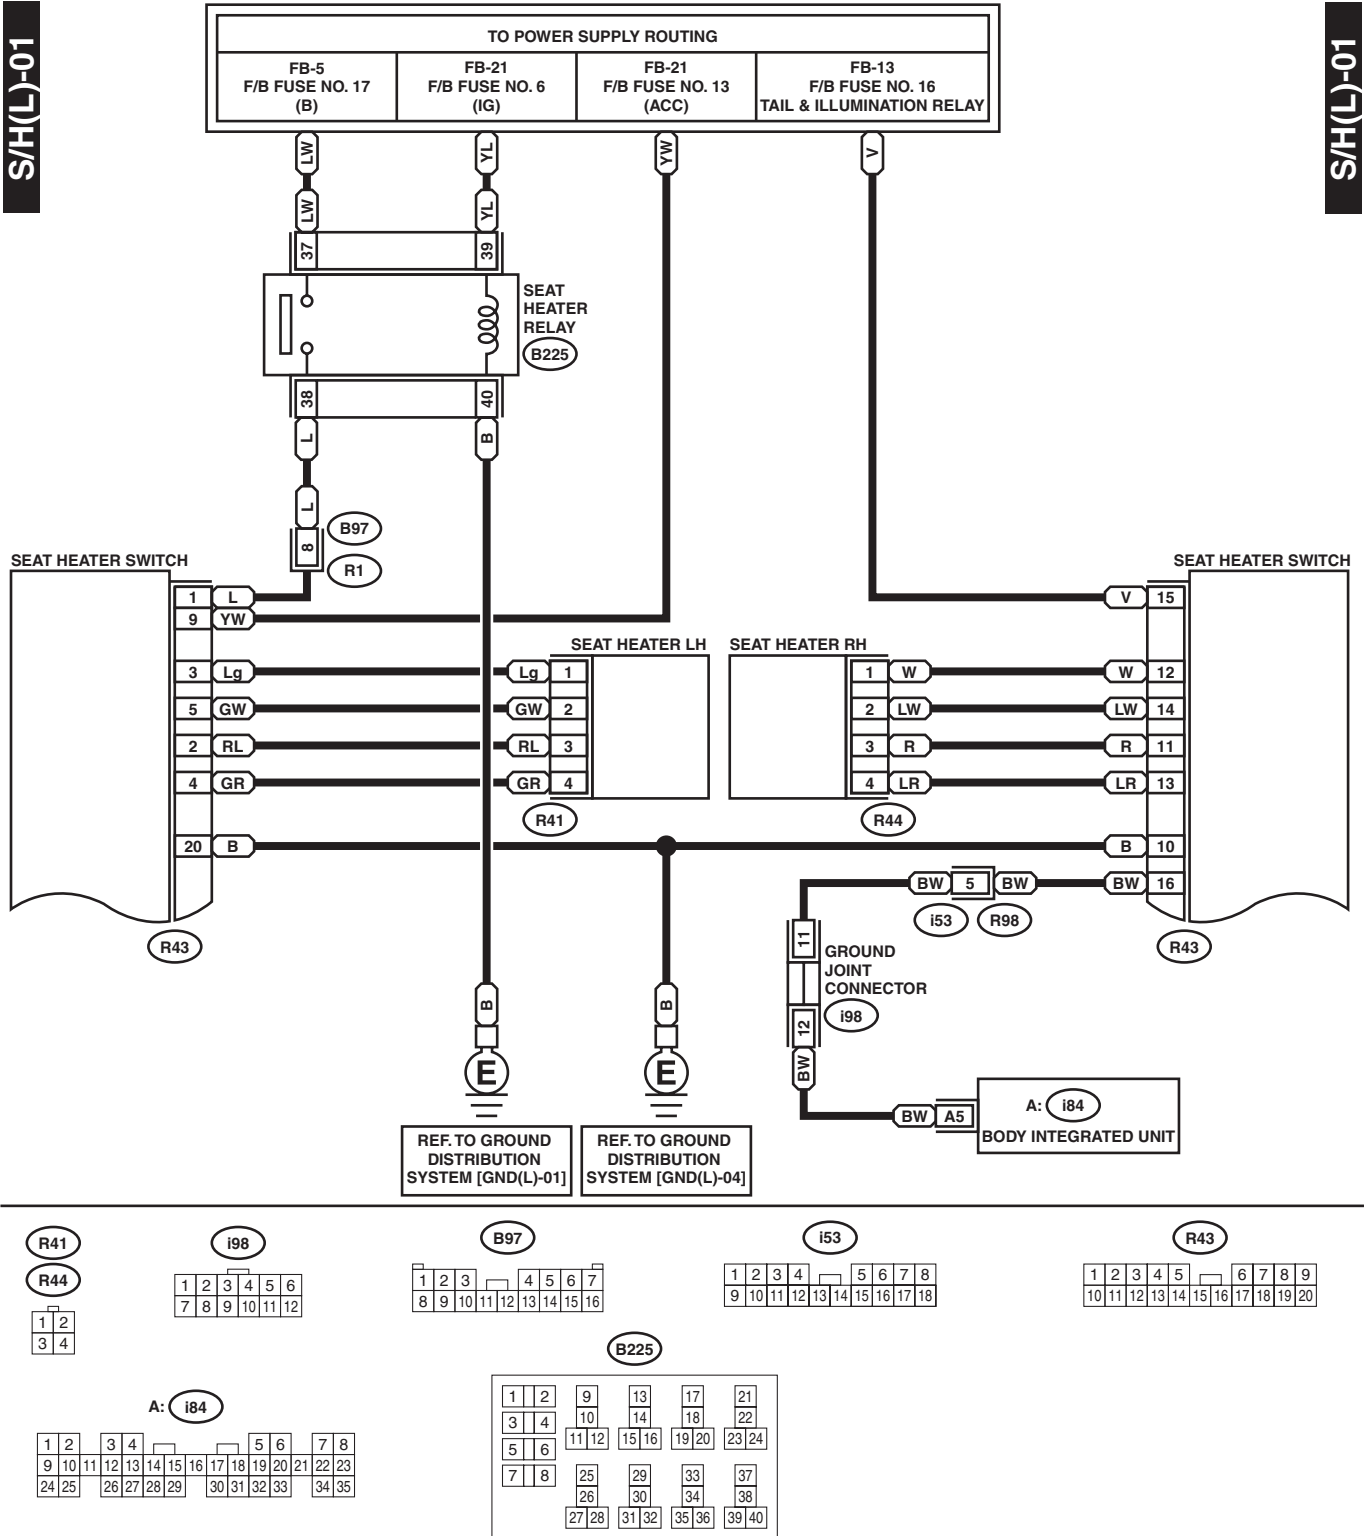 S/H(L)-01
S/H(L)-01
TO POWER SUPPLY ROUTING
FB-5
F/B FUSE NO. 17
(B)
FB-21
F/B FUSE NO. 6
(IG)
FB-21
F/B FUSE NO. 13
(ACC)
FB-13
F/B FUSE NO. 16
TAIL & ILLUMINATION RELAY
LW
YL
YW
V
LW
YL
37
39
SEAT
HEATER
RELAY
B225
38
40
L
B
L
8
B97
R1
SEAT HEATER SWITCH
1 L
9 YW
3 Lg
5 GW
2 RL
4 GR
20 B
R43
SEAT HEATER LH
Lg 1
GW 2
RL 3
GR 4
R41
SEAT HEATER RH
1 W
2 LW
3 R
4 LR
R44
SEAT HEATER SWITCH
V 15
W 12
LW 14
R 11
LR 13
B 10
BW 5 BW
BW 16
i53
R98
R43
11
GROUND
JOINT
CONNECTOR
i98
12
BW
B
B
E
E
BW A5
A: i84
BODY INTEGRATED UNIT
REF. TO GROUND
DISTRIBUTION
SYSTEM [GND(L)-01]
REF. TO GROUND
DISTRIBUTION
SYSTEM [GND(L)-04]
R41
R44
1 2
3 4
i98
1 2 3 4 5 6
7 8 9 10 11 12
B97
1 2 3 4 5 6 7
8 9 10 11 12 13 14 15 16
i53
1 2 3 4 5 6 7 8
9 10 11 12 13 14 15 16 17 18
R43
1 2 3 4 5 6 7 8 9
10 11 12 13 14 15 16 17 18 19 20
A: i84
1 2 3 4 5 6 7 8
9 10 11 12 13 14 15 16 17 18 19 20 21 22 23
24 25 26 27 28 29 30 31 32 33 34 35
B225
1 2 9 13 17 21
3 4 10 14 18 22
5 6 11 12 15 16 19 20 23 24
7 8 25 29 33 37
26 30 34 38
27 28 31 32 35 36 39 40